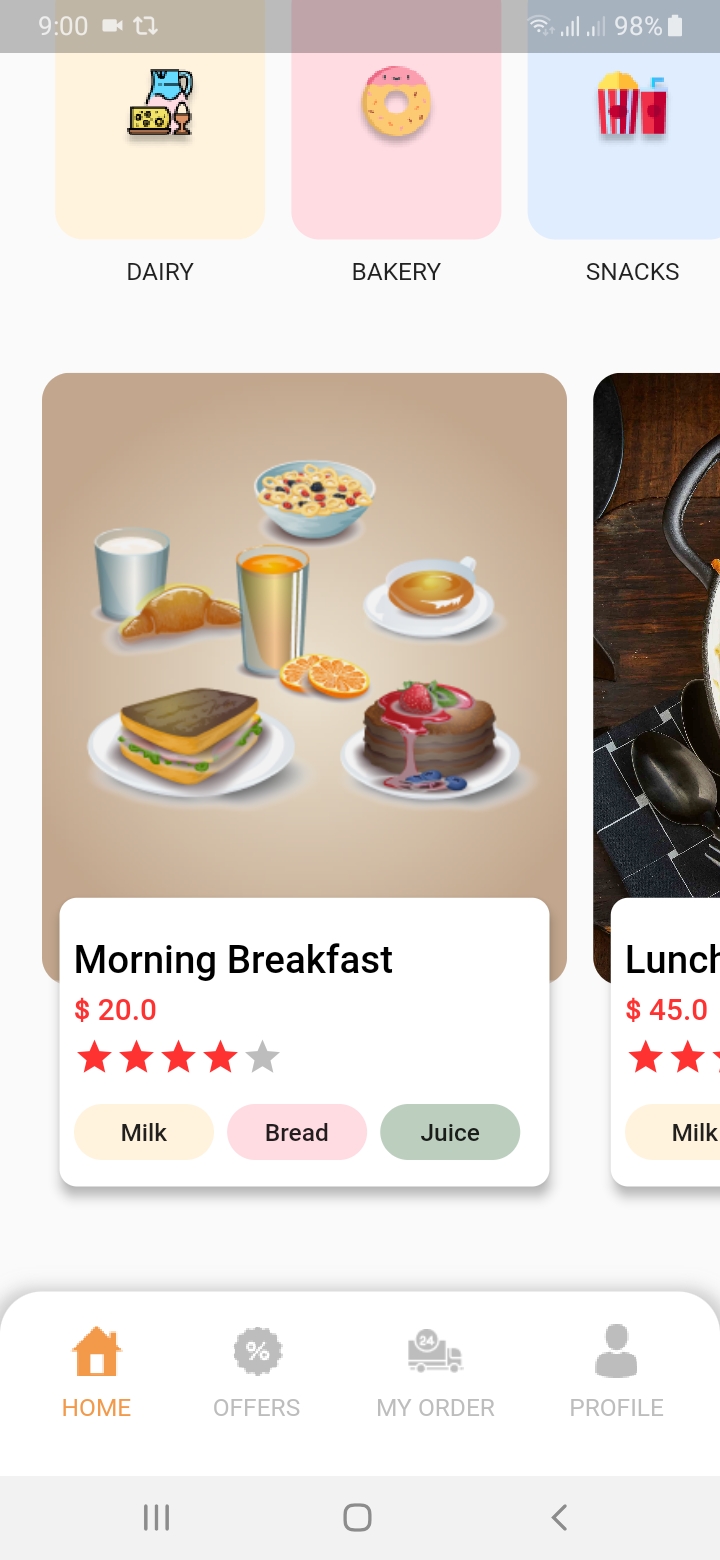 9:00 98%
DAIRY BAKERY SNACKS
Morning Breakfast
$ 20.0
Milk Bread Juice
Lunch
$ 45.0
Milk
24
HOME OFFERS MY ORDER PROFILE